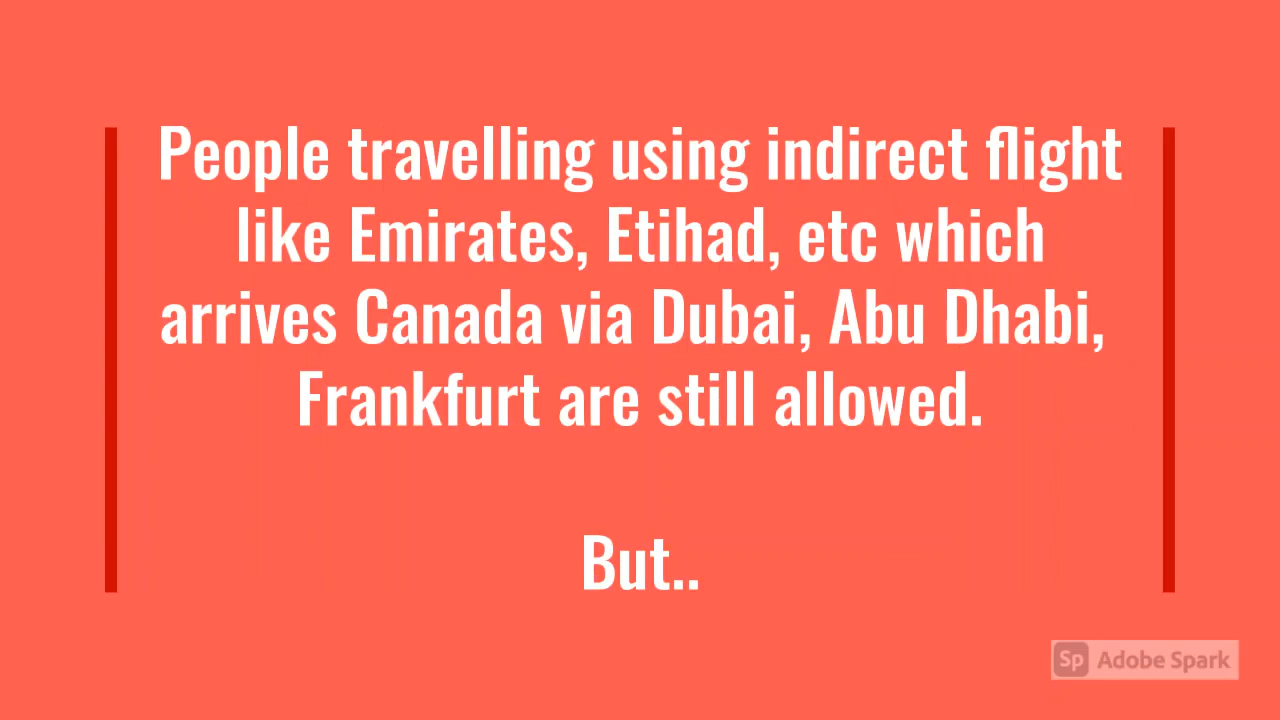 People travelling using indirect flight
like Emirates, Etihad, etc which
arrives Canada via Dubai, Abu Dhabi,
Frankfurt are still allowed.
But..
Sp Adobe Spark